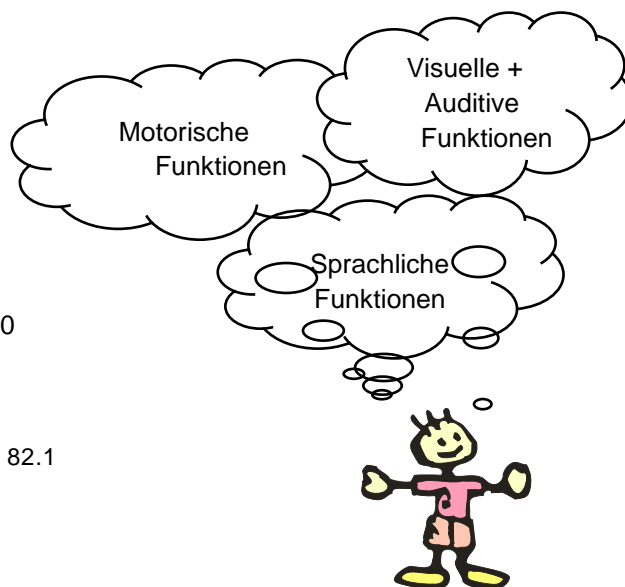 Visuelle +
Auditive
Funktionen
Motorische
Funktionen
Sprachliche
Funktionen
0
82.1